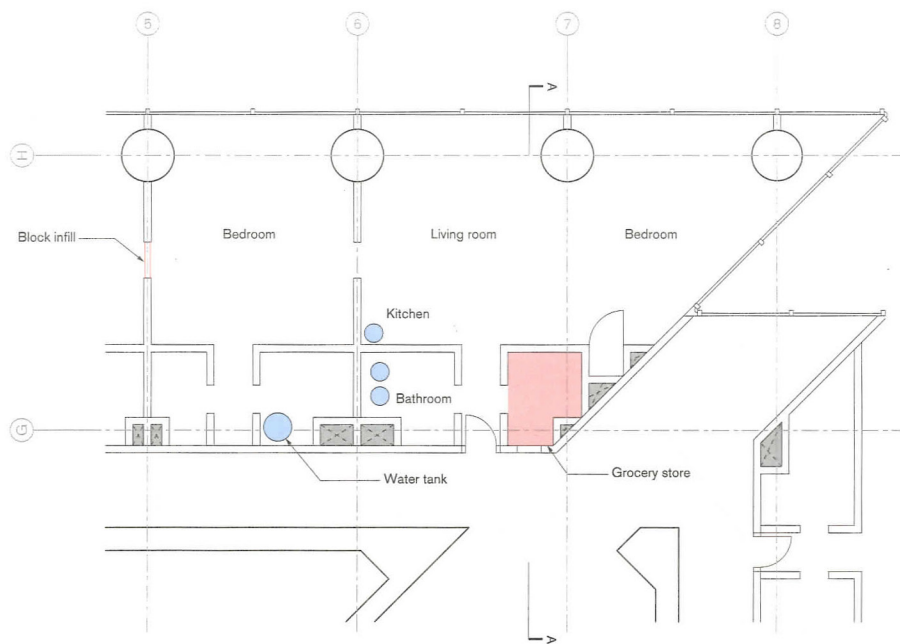 5
6
7
8
A
H
Block infill
Bedroom
Living room
Bedroom
Kitchen
Bathroom
G
Water tank
Grocery store
A